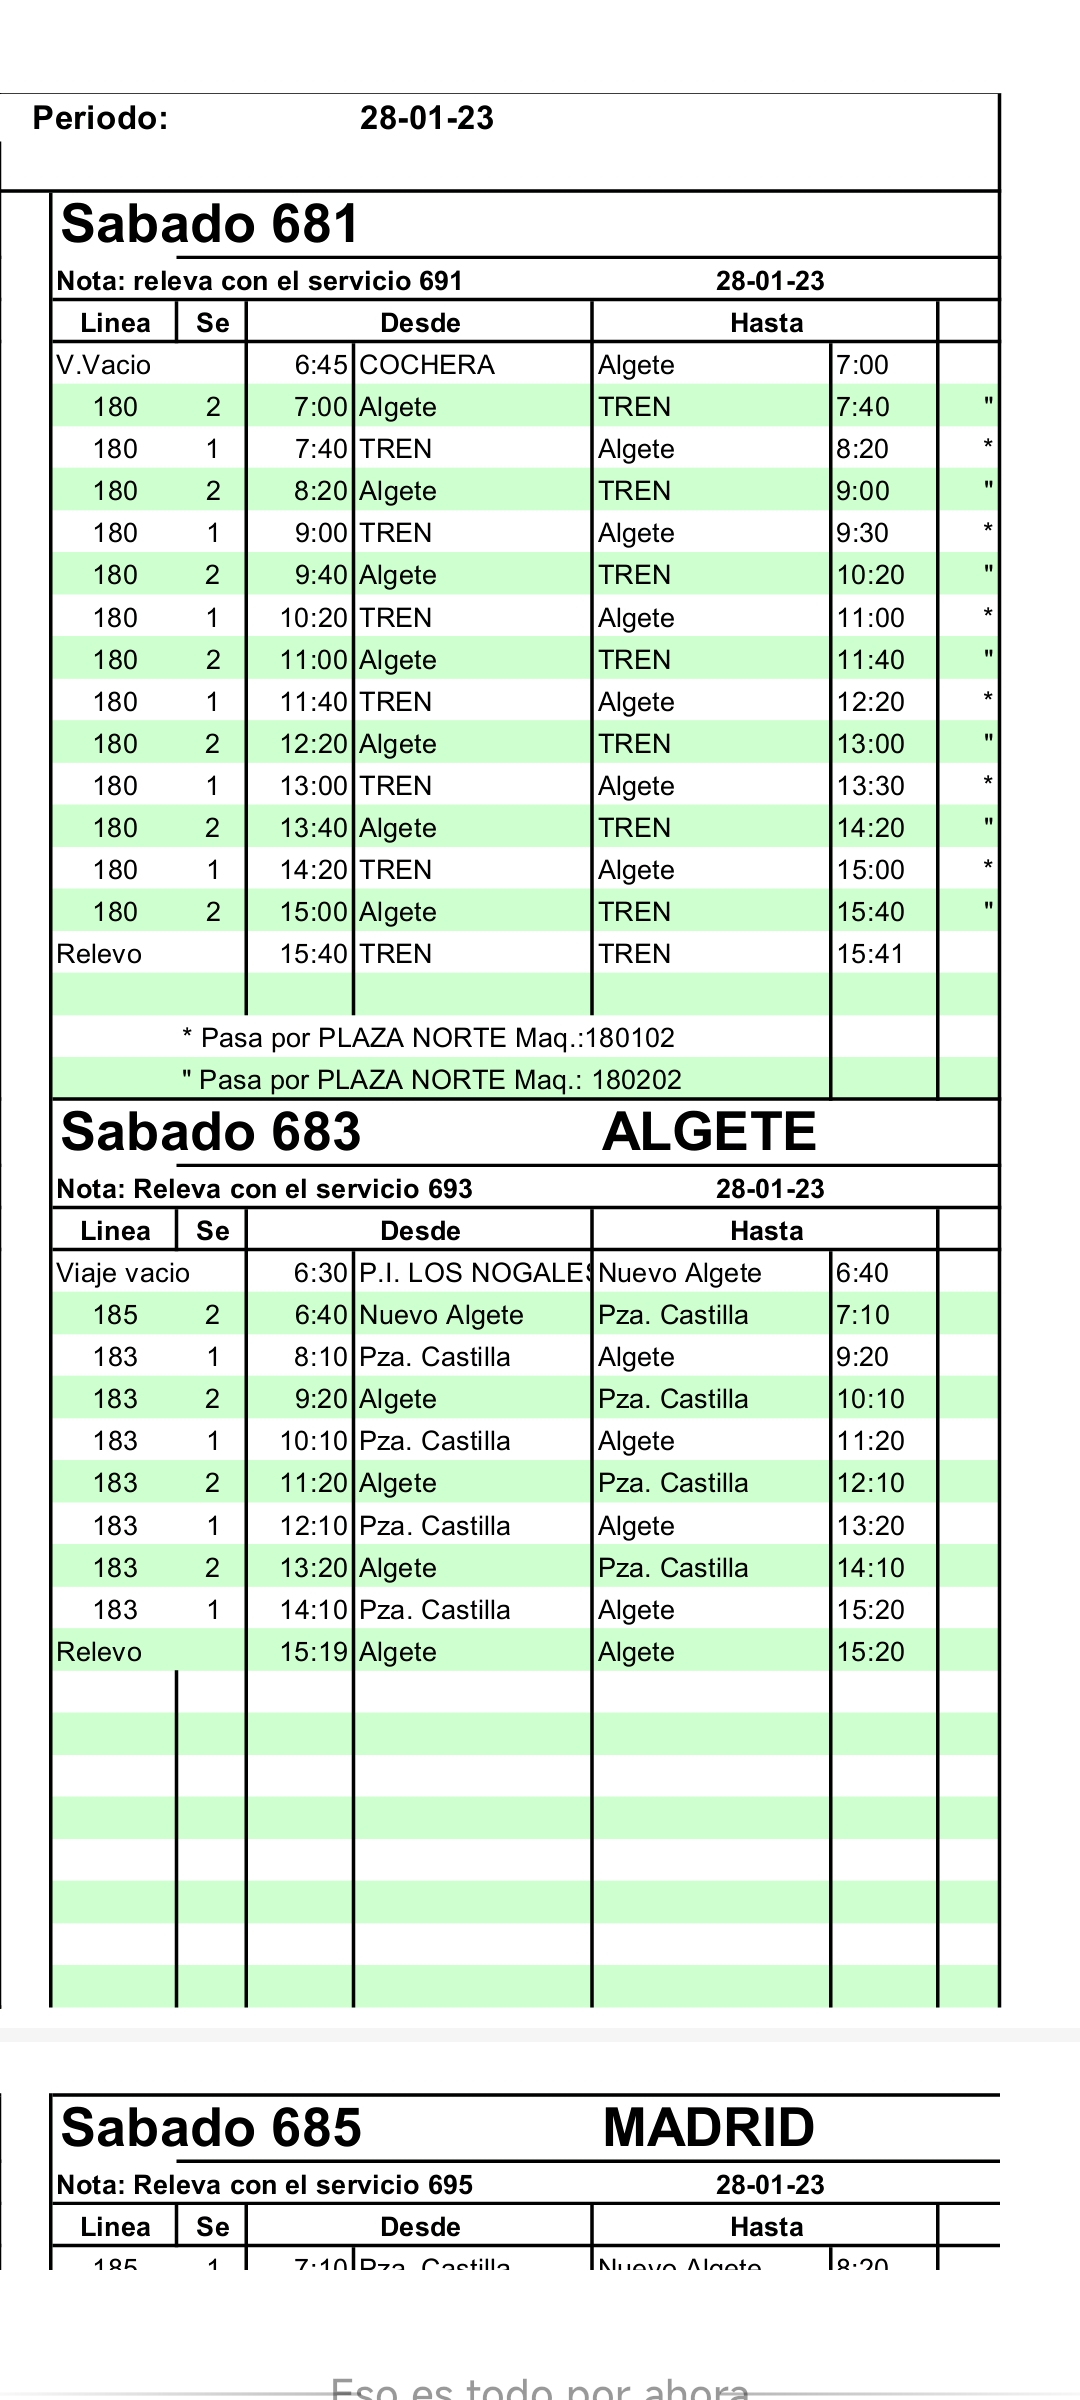 Periodo: 28-01-23
Sabado 681
Nota: releva con el servicio 691 28-01-23
Linea Se Desde Hasta
V.Vacio 6:45 COCHERA Algete 7:00
180 2 7:00 Algete TREN 7:40 "
180 1 7:40 TREN Algete 8:20 *
180 2 8:20 Algete TREN 9:00 "
180 1 9:00 TREN Algete 9:30 *
180 2 9:40 Algete TREN 10:20 "
180 1 10:20 TREN Algete 11:00 *
180 2 11:00 Algete TREN 11:40 "
180 1 11:40 TREN Algete 12:20 *
180 2 12:20 Algete TREN 13:00 "
180 1 13:00 TREN Algete 13:30 *
180 2 13:40 Algete TREN 14:20 "
180 1 14:20 TREN Algete 15:00 *
180 2 15:00 Algete TREN 15:40 "
Relevo 15:40 TREN TREN 15:41
* Pasa por PLAZA NORTE Maq.:180102
" Pasa por PLAZA NORTE Maq.: 180202
Sabado 683 ALGETE
Nota: Releva con el servicio 693 28-01-23
Linea Se Desde Hasta
Viaje vacio 6:30 P.I. LOS NOGALES Nuevo Algete 6:40
185 2 6:40 Nuevo Algete Pza. Castilla 7:10
183 1 8:10 Pza. Castilla Algete 9:20
183 2 9:20 Algete Pza. Castilla 10:10
183 1 10:10 Pza. Castilla Algete 11:20
183 2 11:20 Algete Pza. Castilla 12:10
183 1 12:10 Pza. Castilla Algete 13:20
183 2 13:20 Algete Pza. Castilla 14:10
183 1 14:10 Pza. Castilla Algete 15:20
Relevo 15:19 Algete Algete 15:20
Sabado 685 MADRID
Nota: Releva con el servicio 695 28-01-23
Linea Se Desde Hasta
185 1 7:10 Pza. Castilla Nuevo Algete 8:20
Eso es todo por ahora